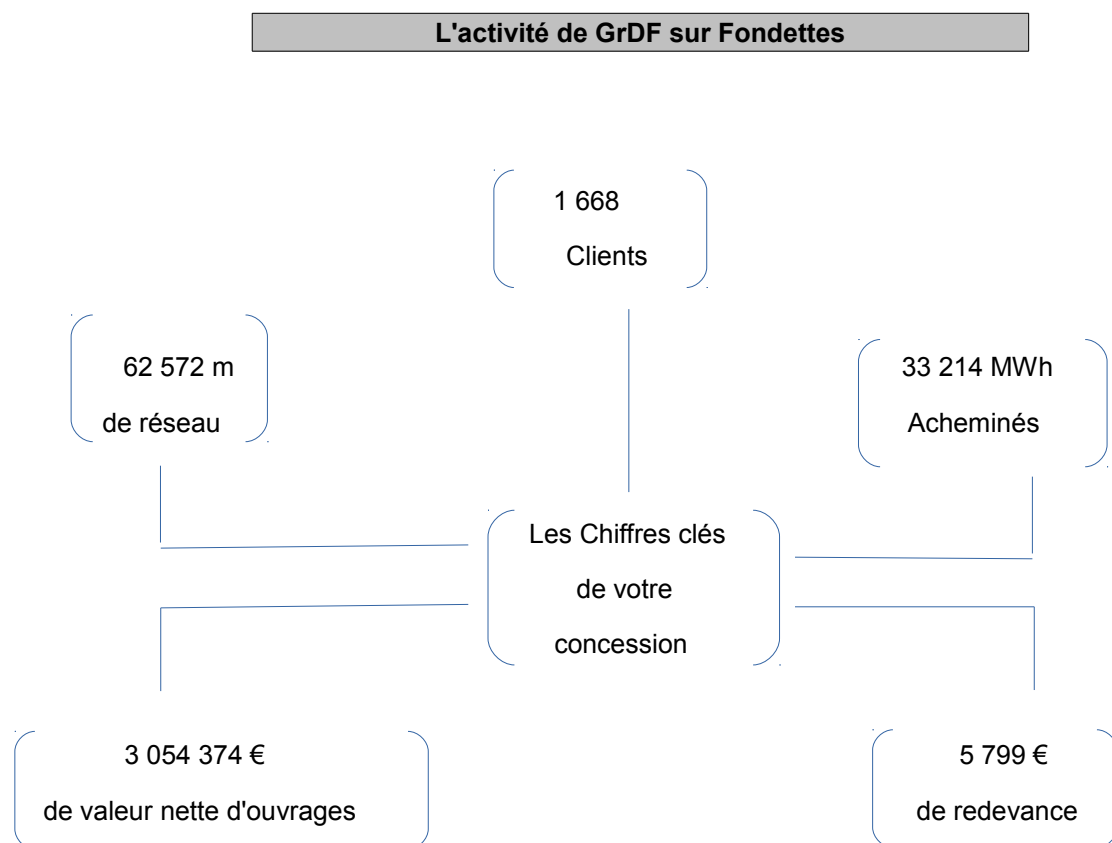 L'activité de GrDF sur Fondettes
1 668
Clients
62 572 m
de réseau
33 214 MWh
Acheminés
Les Chiffres clés
de votre
concession
3 054 374 €
de valeur nette d'ouvrages
5 799 €
de redevance